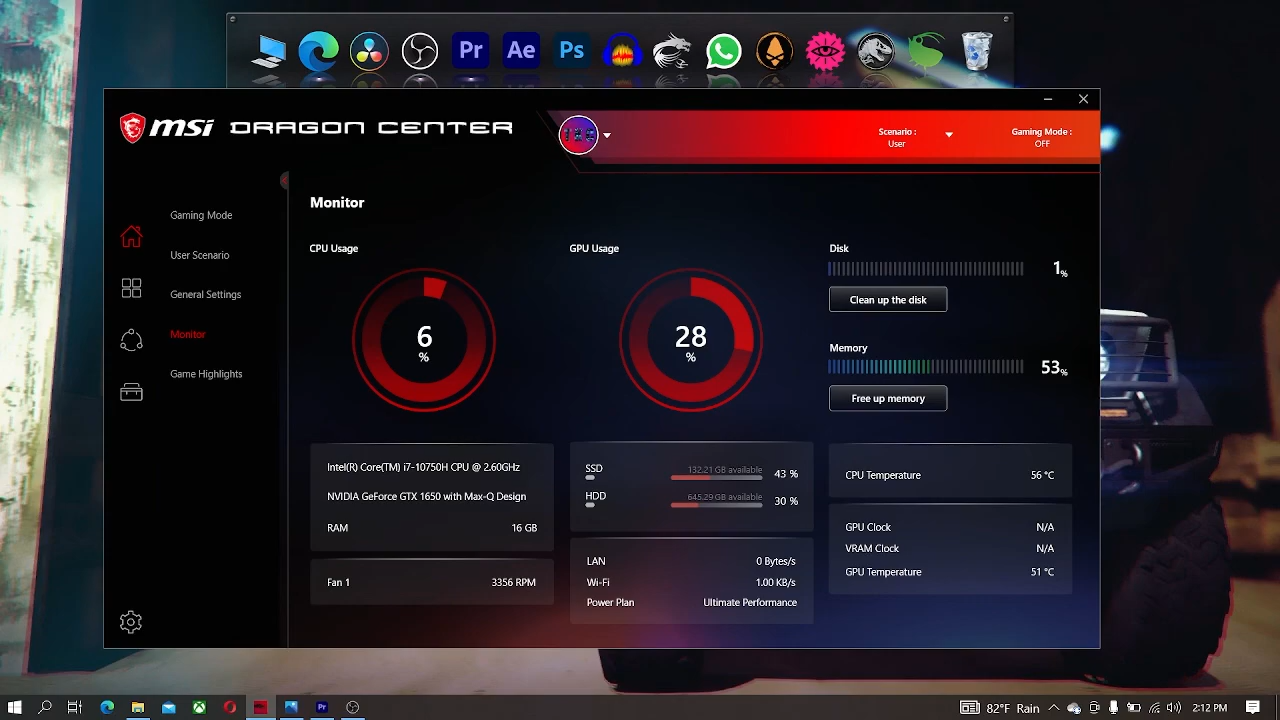 Pr
Ae
Ps
msi DRAGON CENTER
Scenario :
User
Gaming Mode :
OFF
Gaming Mode
User Scenario
General Settings
Monitor
Game Highlights
Monitor
CPU Usage
6
%
GPU Usage
28
%
Disk
1%
Clean up the disk
Memory
53%
Free up memory
Intel(R) Core(TM) i7-10750H CPU @ 2.60GHz
NVIDIA GeForce GTX 1650 with Max-Q Design
RAM 16 GB
Fan 1 3356 RPM
SSD 132.21 GB available 43 %
HDD 645.29 GB available 30 %
LAN 0 Bytes/s
Wi-Fi 1.00 KB/s
Power Plan Ultimate Performance
CPU Temperature 56 °C
GPU Clock N/A
VRAM Clock N/A
GPU Temperature 51 °C
Pr
82°F Rain
2:12 PM